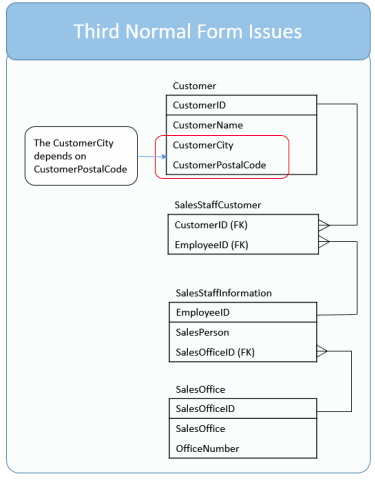 Third Normal Form Issues
Customer
CustomerID
CustomerName
CustomerCity
CustomerPostalCode
The CustomerCity
depends on
CustomerPostalCode
SalesStaffCustomer
CustomerID (FK)
EmployeeID (FK)
SalesStaffInformation
EmployeeID
SalesPerson
SalesOfficeID (FK)
SalesOffice
SalesOfficeID
SalesOffice
OfficeNumber